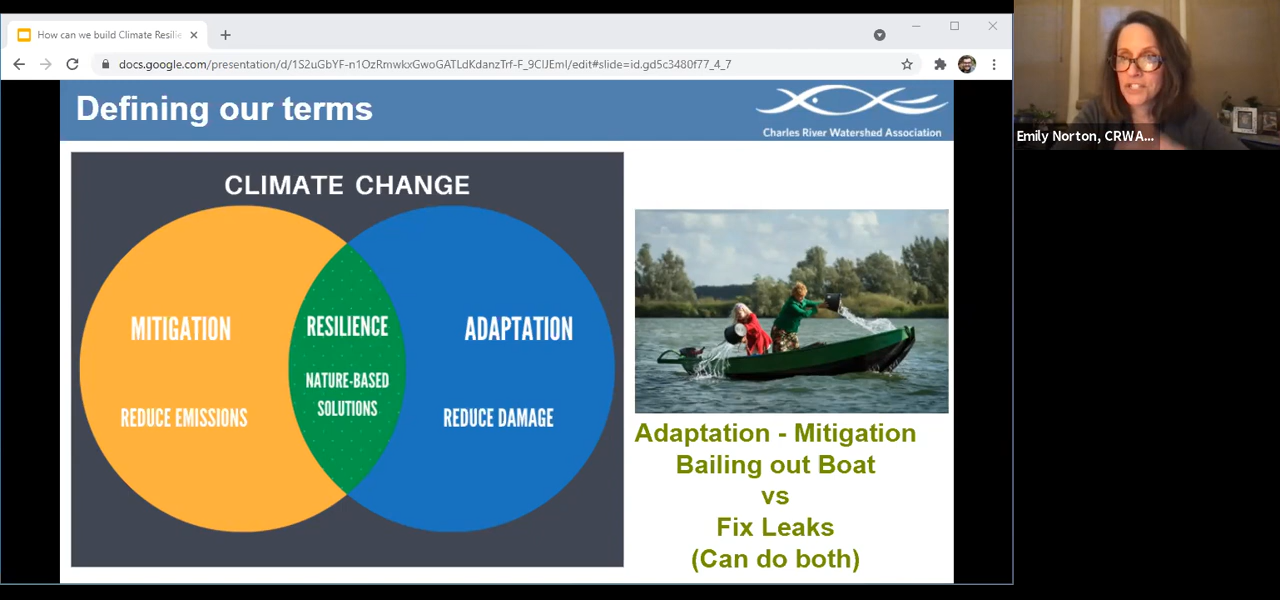 How can we build Climate Resilie
docs.google.com/presentation/d/1S2uGbYF-n1OzRmwkxGwoGATLdKdanzTrf-F_9CIJEmI/edit#slide=id.gd5c3480f77_4_7
Defining our terms
Charles River Watershed Association
CLIMATE CHANGE
MITIGATION
RESILIENCE
ADAPTATION
REDUCE EMISSIONS
NATURE-BASED
SOLUTIONS
REDUCE DAMAGE
Adaptation - Mitigation
Bailing out Boat
vs
Fix Leaks
(Can do both)
Emily Norton, CRWA...